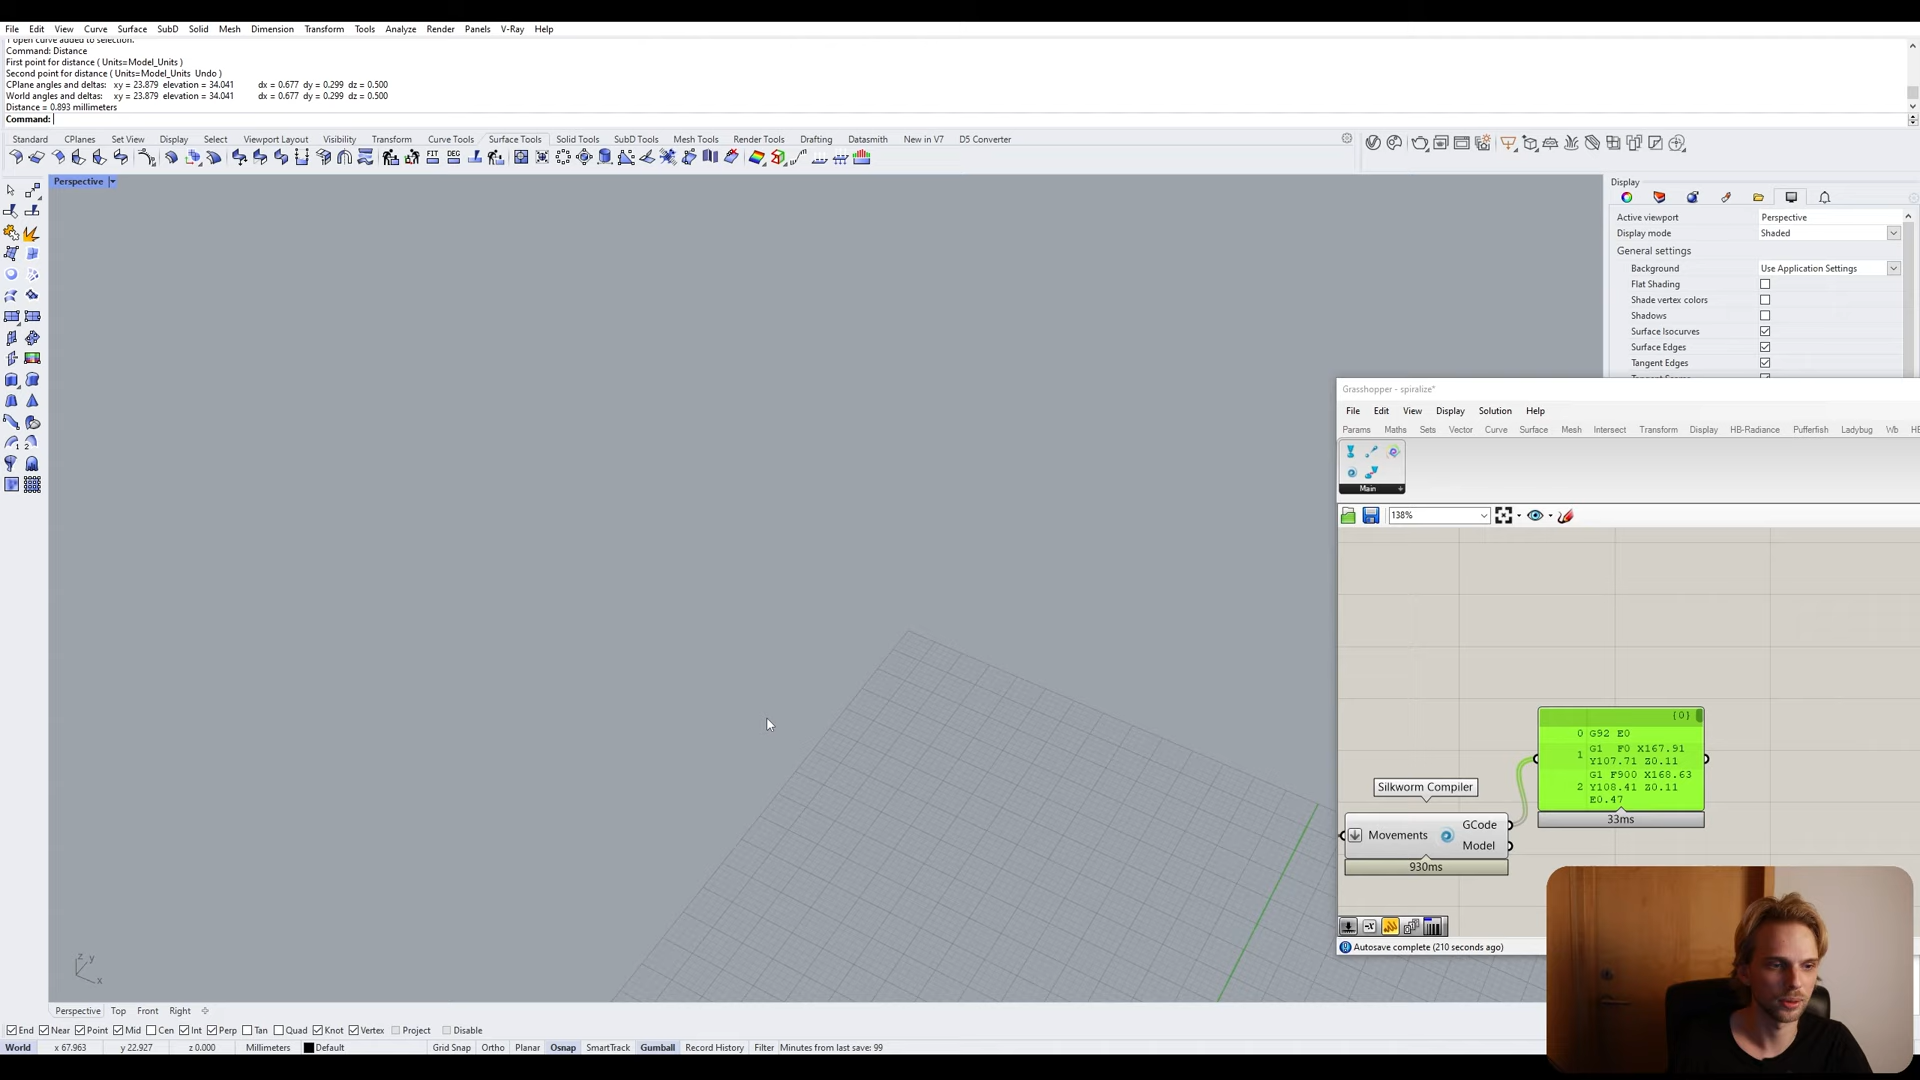 File Edit View Curve Surface SubD Solid Mesh Dimension Transform Tools Analyze Render Panels V-Ray Help
1 open curve added to selection.
Command: Distance
First point for distance ( Units=Model_Units )
Second point for distance ( Units=Model_Units Undo )
CPlane angles and deltas: xy = 23.879 elevation = 34.041 dx = 0.677 dy = 0.299 dz = 0.500
World angles and deltas: xy = 23.879 elevation = 34.041 dx = 0.677 dy = 0.299 dz = 0.500
Distance = 0.893 millimeters
Command:
Standard CPlanes Set View Display Select Viewport Layout Visibility Transform Curve Tools Surface Tools Solid Tools SubD Tools Mesh Tools Render Tools Drafting Datasmith New in V7 D5 Converter
FIT DEG
Perspective
Display
Active viewport Perspective
Display mode Shaded
General settings
Background Use Application Settings
Flat Shading
Shade vertex colors
Shadows
Surface Isocurves
Surface Edges
Tangent Edges
Grasshopper - spiralize*
File Edit View Display Solution Help
Params Maths Sets Vector Curve Surface Mesh Intersect Transform Display HB-Radiance Pufferfish Ladybug Wb
Main
138%
{0}
0 G92 E0
1 G1 F0 X167.91
Y107.71 Z0.11
2 G1 F900 X168.63
Y108.41 Z0.11
E0.47
33ms
Silkworm Compiler
Movements GCode
Model
930ms
Autosave complete (210 seconds ago)
z y
x
Perspective Top Front Right
End Near Point Mid Cen Int Perp Tan Quad Knot Vertex Project Disable
World x 67.963 y 22.927 z 0.000 Millimeters Default Grid Snap Ortho Planar Osnap SmartTrack Gumball Record History Filter Minutes from last save: 99